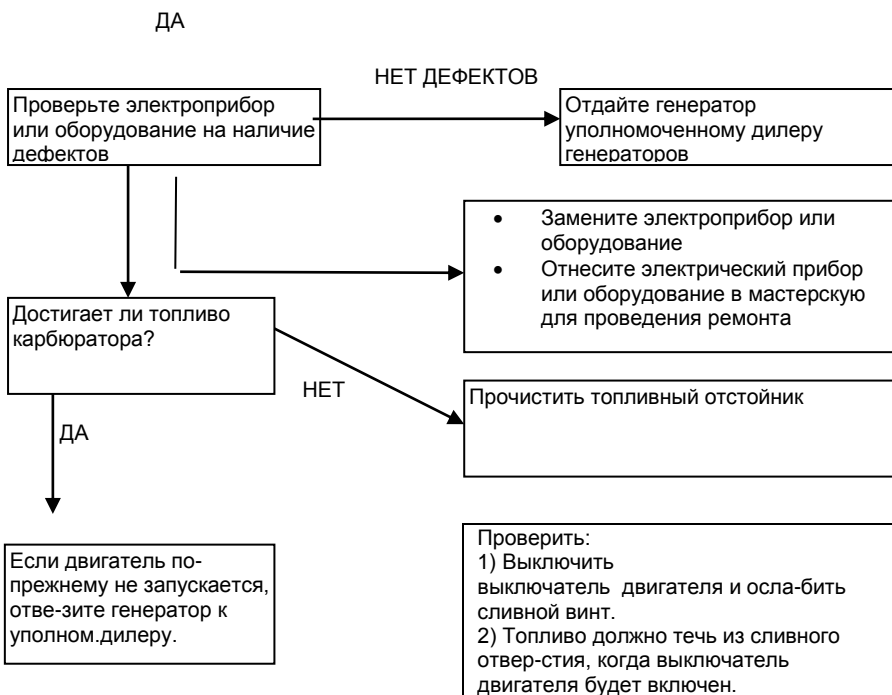 ДА
НЕТ ДЕФЕКТОВ
Проверьте электроприбор
или оборудование на наличие
дефектов
Отдайте генератор
уполномоченному дилеру
генераторов
• Замените электроприбор или
оборудование
• Отнесите электрический прибор
или оборудование в мастерскую
для проведения ремонта
Достигает ли топливо
карбюратора?
НЕТ
Прочистить топливный отстойник
ДА
Если двигатель по-
прежнему не запускается,
отве-зите генератор к
уполном.дилеру.
Проверить:
1) Выключить
выключатель двигателя и осла-бить
сливной винт.
2) Топливо должно течь из сливного
отвер-стия, когда выключатель
двигателя будет включен.